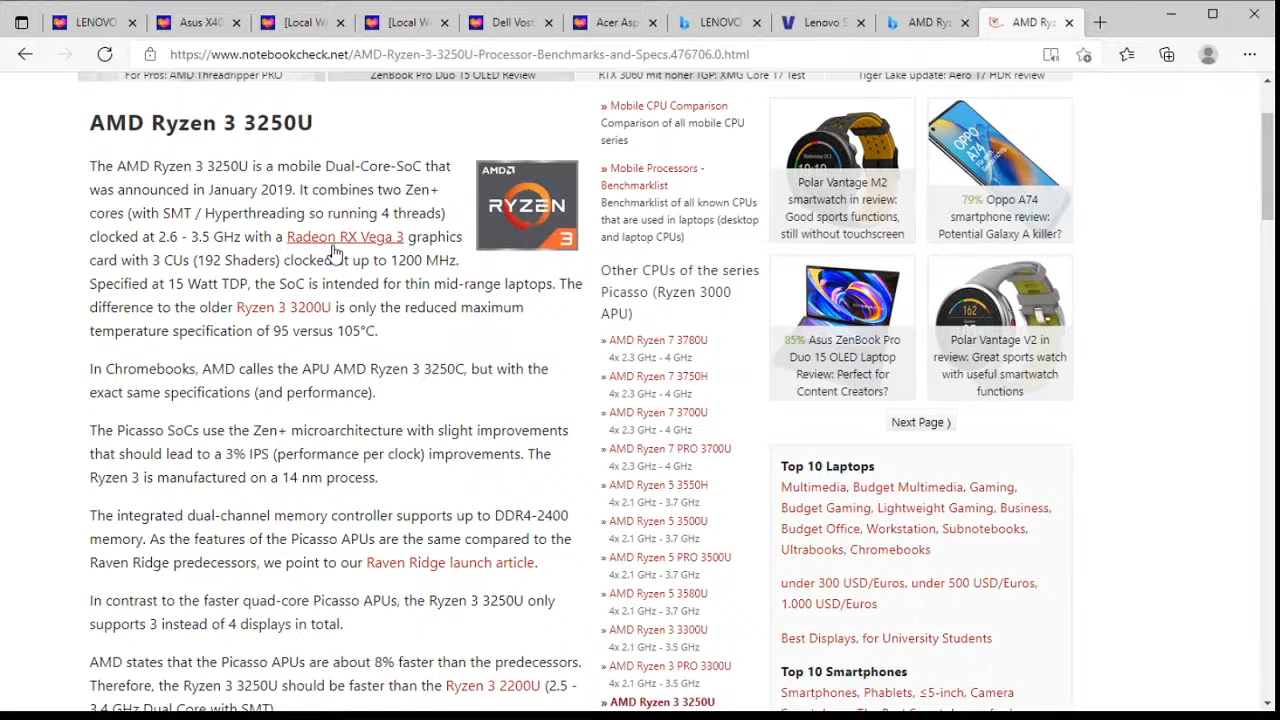 LENOVO
Asus X40
[Local W
[Local W
Dell Vost
Acer Asp
LENOVO
Lenovo S
AMD Ry
AMD Ry
https://www.notebookcheck.net/AMD-Ryzen-3-3250U-Processor-Benchmarks-and-Specs.476706.0.html
For Pros: AMD Threadripper PRO
ZenBook Pro Duo 15 OLED Review
RTX 3060 mit hoher TGP: XMG Core 17 Test
Tiger Lake update: Aero 17 HDR review
AMD Ryzen 3 3250U
The AMD Ryzen 3 3250U is a mobile Dual-Core-SoC that
was announced in January 2019. It combines two Zen+
cores (with SMT / Hyperthreading so running 4 threads)
clocked at 2.6 - 3.5 GHz with a Radeon RX Vega 3 graphics
card with 3 CUs (192 Shaders) clocked at up to 1200 MHz.
Specified at 15 Watt TDP, the SoC is intended for thin mid-range laptops. The
difference to the older Ryzen 3 3200U is only the reduced maximum
temperature specification of 95 versus 105°C.
AMD
RYZEN
3
In Chromebooks, AMD calls the APU AMD Ryzen 3 3250C, but with the
exact same specifications (and performance).
The Picasso SoCs use the Zen+ microarchitecture with slight improvements
that should lead to a 3% IPS (performance per clock) improvements. The
Ryzen 3 is manufactured on a 14 nm process.
The integrated dual-channel memory controller supports up to DDR4-2400
memory. As the features of the Picasso APUs are the same compared to the
Raven Ridge predecessors, we point to our Raven Ridge launch article.
In contrast to the faster quad-core Picasso APUs, the Ryzen 3 3250U only
supports 3 instead of 4 displays in total.
AMD states that the Picasso APUs are about 8% faster than the predecessors.
Therefore, the Ryzen 3 3250U should be faster than the Ryzen 3 2200U (2.5 -
3.4 GHz Dual Core with SMT)
» Mobile CPU Comparison
Comparison of all mobile CPU
series
» Mobile Processors -
Benchmarklist
Benchmarklist of all known CPUs
that are used in laptops (desktop
and laptop CPUs)
Other CPUs of the series
Picasso (Ryzen 3000
APU)
» AMD Ryzen 7 3780U
4x 2.3 GHz - 4 GHz
» AMD Ryzen 7 3750H
4x 2.3 GHz - 4 GHz
» AMD Ryzen 7 3700U
4x 2.3 GHz - 4 GHz
» AMD Ryzen 7 PRO 3700U
4x 2.3 GHz - 4 GHz
» AMD Ryzen 5 3550H
4x 2.1 GHz - 3.7 GHz
» AMD Ryzen 5 3500U
4x 2.1 GHz - 3.7 GHz
» AMD Ryzen 5 PRO 3500U
4x 2.1 GHz - 3.7 GHz
» AMD Ryzen 5 3580U
4x 2.1 GHz - 3.7 GHz
» AMD Ryzen 3 3300U
4x 2.1 GHz - 3.5 GHz
» AMD Ryzen 3 PRO 3300U
4x 2.1 GHz - 3.5 GHz
» AMD Ryzen 3 3250U
Polar Vantage M2
smartwatch in review:
Good sports functions,
still without touchscreen
OPPO
A74
79% Oppo A74
smartphone review:
Potential Galaxy A killer?
85% Asus ZenBook Pro
Duo 15 OLED Laptop
Review: Perfect for
Content Creators?
162
Polar Vantage V2 in
review: Great sports watch
with useful smartwatch
functions
Next Page ⟩
Top 10 Laptops
Multimedia, Budget Multimedia, Gaming,
Budget Gaming, Lightweight Gaming, Business,
Budget Office, Workstation, Subnotebooks,
Ultrabooks, Chromebooks
under 300 USD/Euros, under 500 USD/Euros,
1.000 USD/Euros
Best Displays, for University Students
Top 10 Smartphones
Smartphones, Phablets, ≤5-inch, Camera